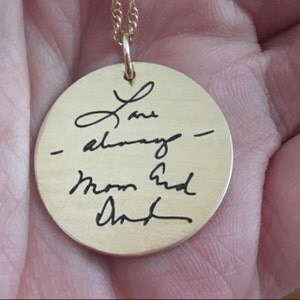 Love
- always -
Mom And
Dad